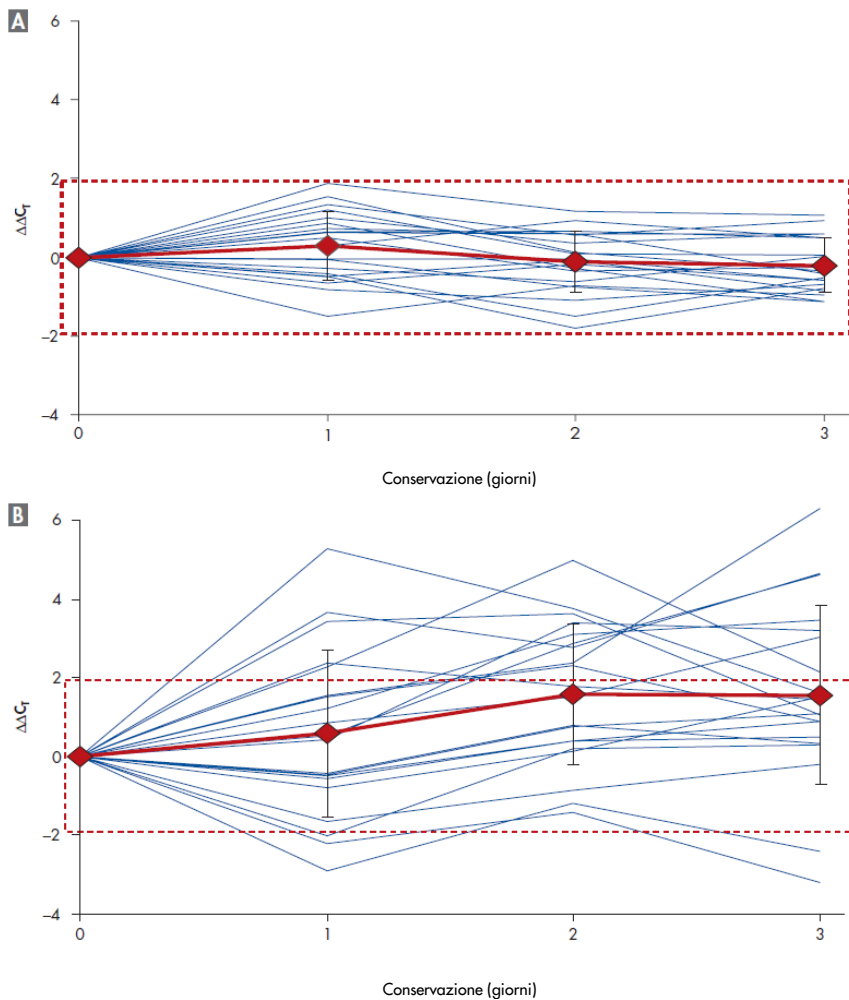 A
6
4
2
0
–2
–4
ΔΔCT
0 1 2 3
Conservazione (giorni)
B
6
4
2
0
–2
–4
ΔΔCT
0 1 2 3
Conservazione (giorni)